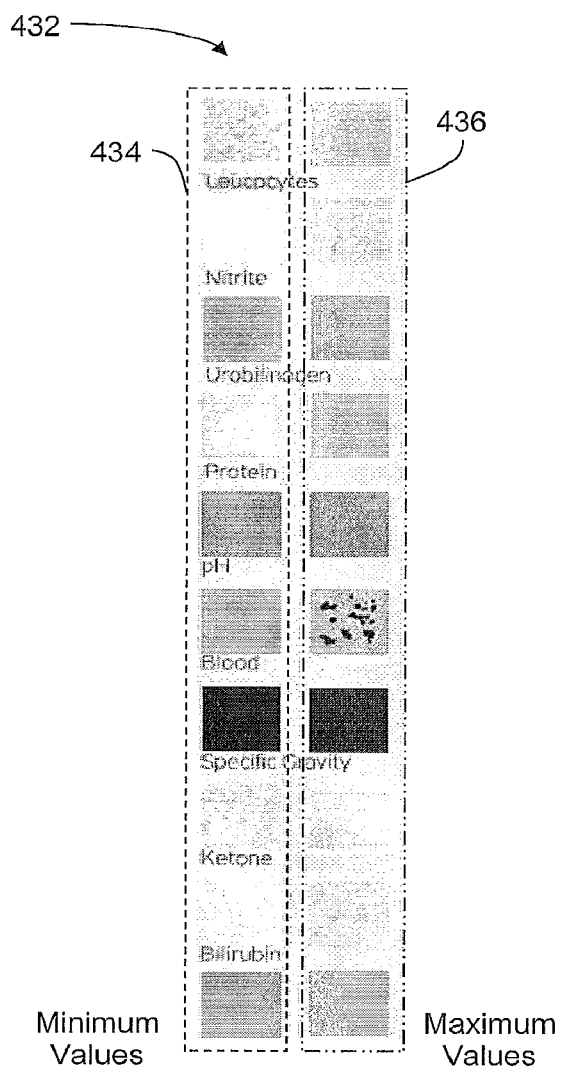 432
434
436
Leucocytes
Nitrite
Urobilinogen
Protein
pH
Blood
Specific Gravity
Ketone
Bilirubin
Minimum
Values
Maximum
Values